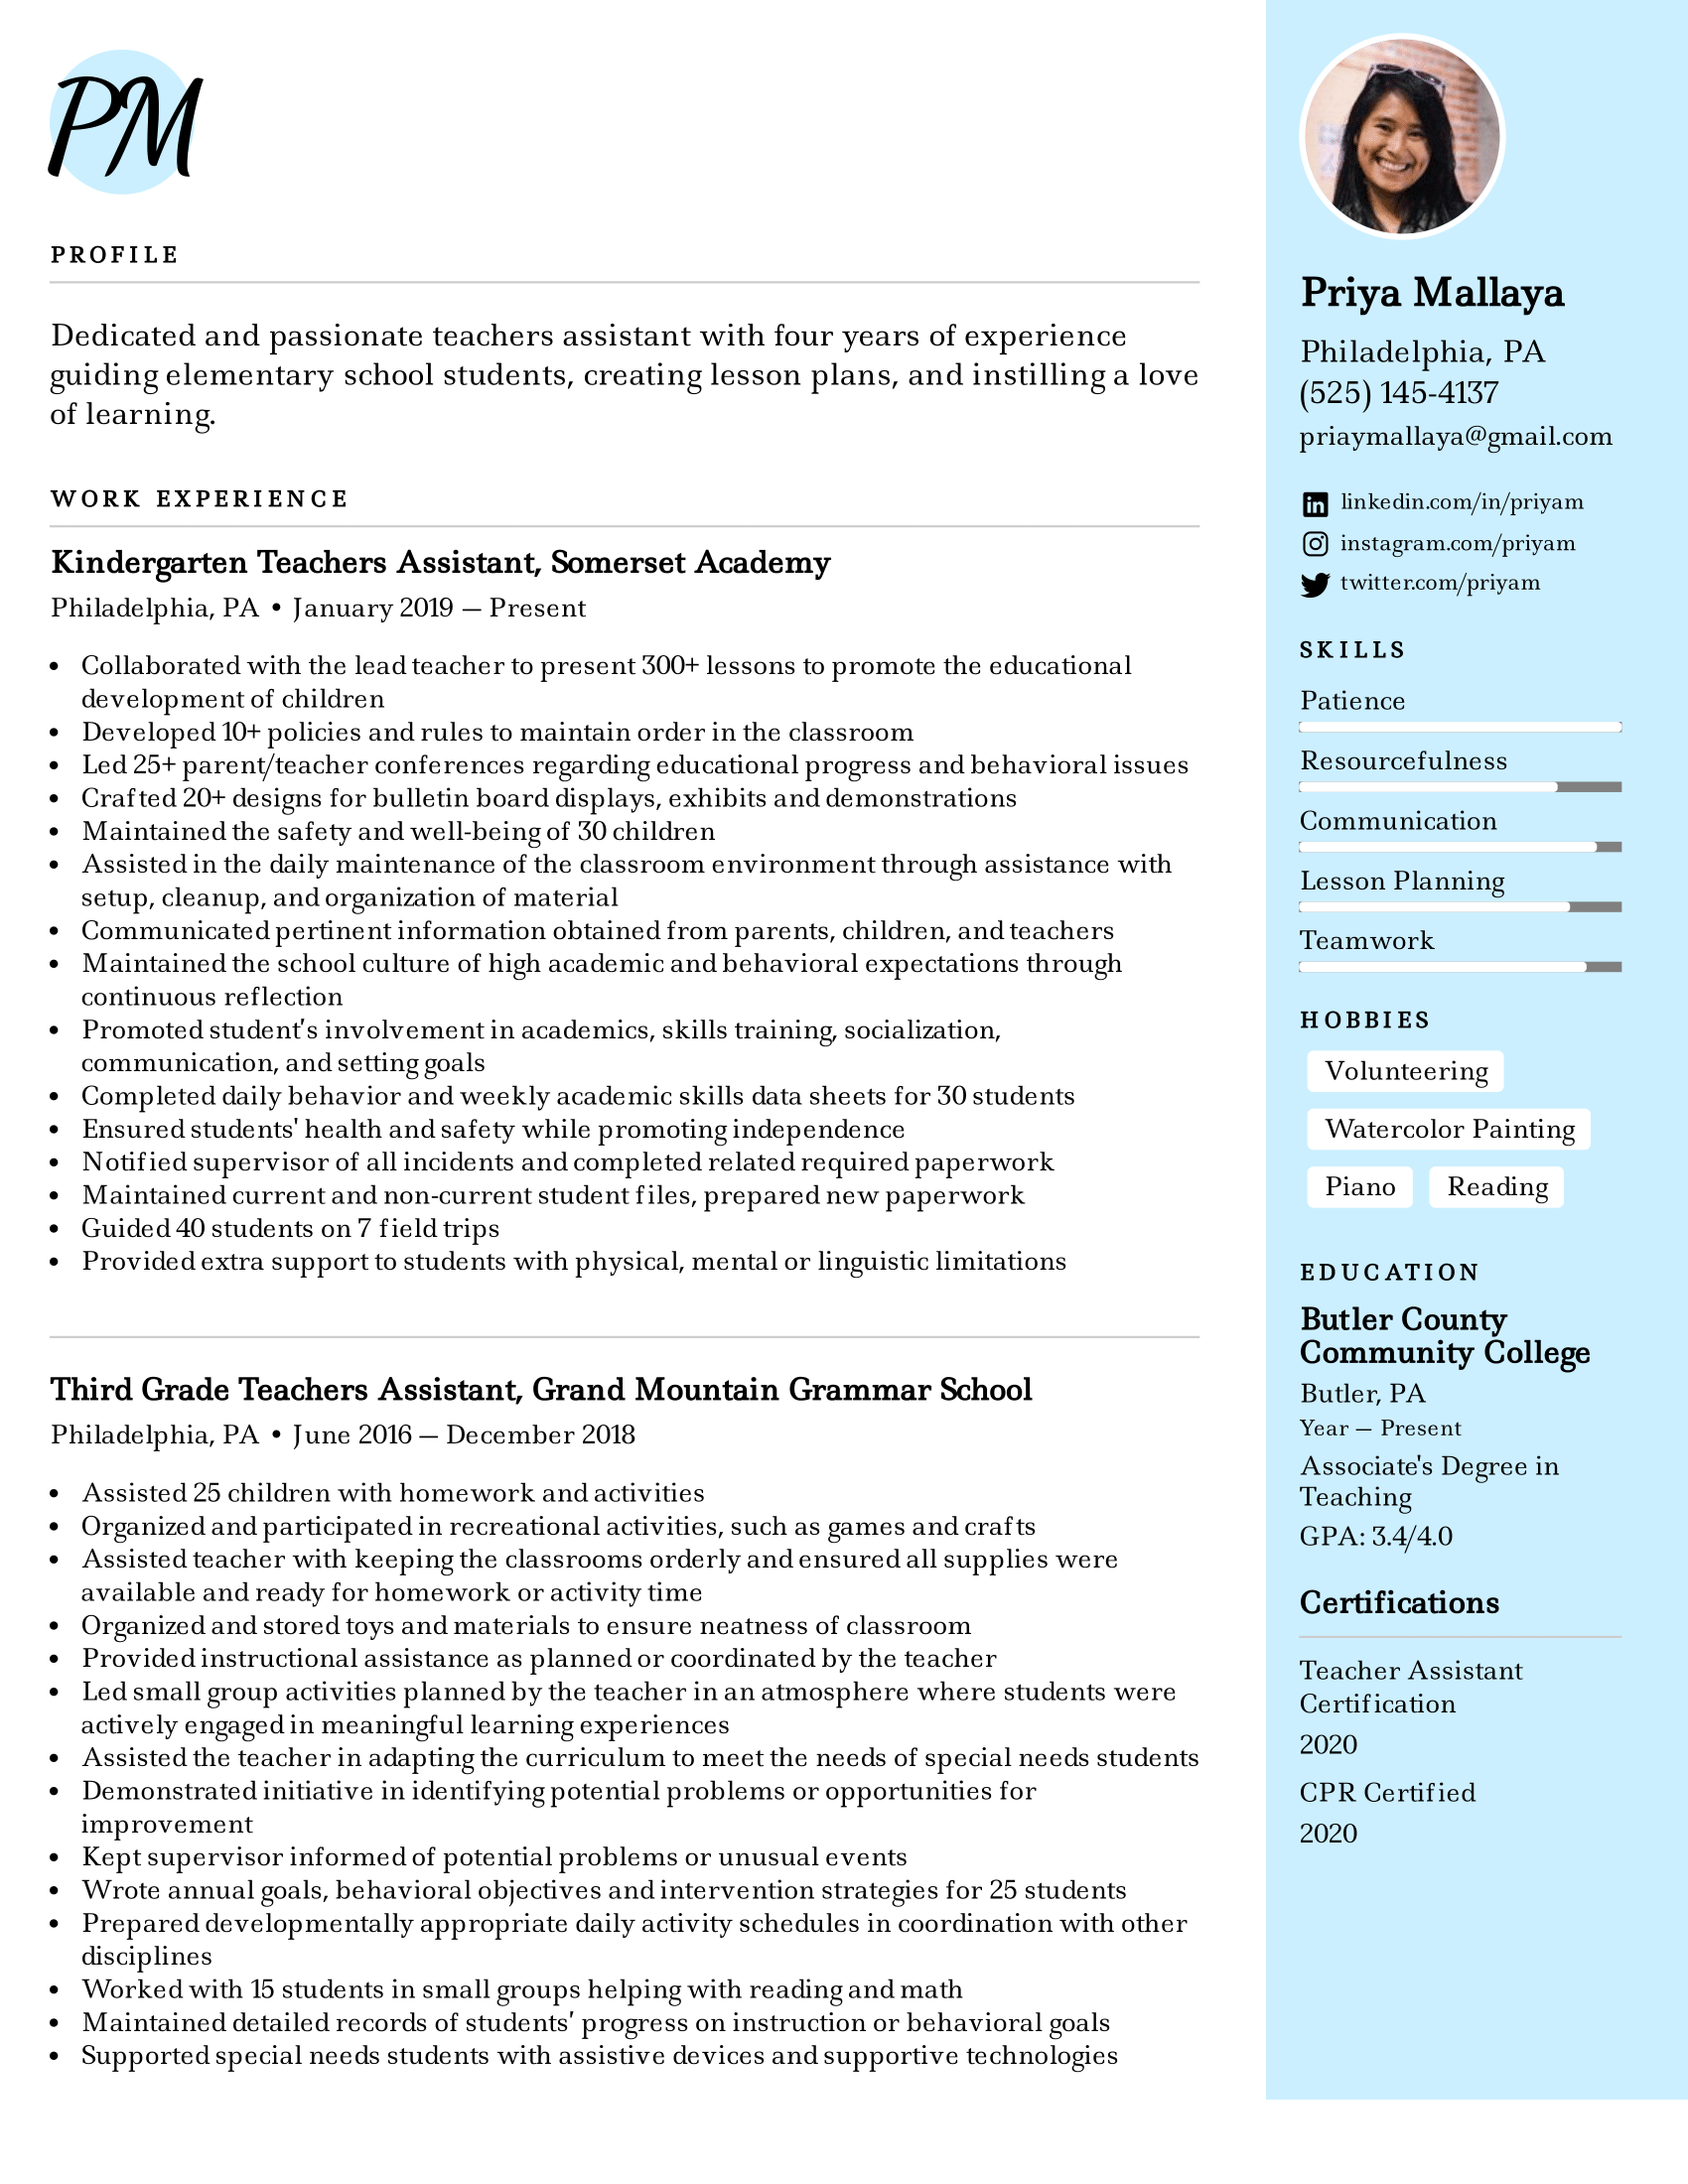 PM
PROFILE
Dedicated and passionate teachers assistant with four years of experience
guiding elementary school students, creating lesson plans, and instilling a love
of learning.
WORK EXPERIENCE
Kindergarten Teachers Assistant, Somerset Academy
Philadelphia, PA • January 2019 — Present
• Collaborated with the lead teacher to present 300+ lessons to promote the educational
development of children
• Developed 10+ policies and rules to maintain order in the classroom
• Led 25+ parent/teacher conferences regarding educational progress and behavioral issues
• Crafted 20+ designs for bulletin board displays, exhibits and demonstrations
• Maintained the safety and well-being of 30 children
• Assisted in the daily maintenance of the classroom environment through assistance with
setup, cleanup, and organization of material
• Communicated pertinent information obtained from parents, children, and teachers
• Maintained the school culture of high academic and behavioral expectations through
continuous reflection
• Promoted student's involvement in academics, skills training, socialization,
communication, and setting goals
• Completed daily behavior and weekly academic skills data sheets for 30 students
• Ensured students' health and safety while promoting independence
• Notified supervisor of all incidents and completed related required paperwork
• Maintained current and non-current student files, prepared new paperwork
• Guided 40 students on 7 field trips
• Provided extra support to students with physical, mental or linguistic limitations
Third Grade Teachers Assistant, Grand Mountain Grammar School
Philadelphia, PA • June 2016 — December 2018
• Assisted 25 children with homework and activities
• Organized and participated in recreational activities, such as games and crafts
• Assisted teacher with keeping the classrooms orderly and ensured all supplies were
available and ready for homework or activity time
• Organized and stored toys and materials to ensure neatness of classroom
• Provided instructional assistance as planned or coordinated by the teacher
• Led small group activities planned by the teacher in an atmosphere where students were
actively engaged in meaningful learning experiences
• Assisted the teacher in adapting the curriculum to meet the needs of special needs students
• Demonstrated initiative in identifying potential problems or opportunities for
improvement
• Kept supervisor informed of potential problems or unusual events
• Wrote annual goals, behavioral objectives and intervention strategies for 25 students
• Prepared developmentally appropriate daily activity schedules in coordination with other
disciplines
• Worked with 15 students in small groups helping with reading and math
• Maintained detailed records of students' progress on instruction or behavioral goals
• Supported special needs students with assistive devices and supportive technologies
Priya Mallaya
Philadelphia, PA
(525) 145-4137
priaymallaya@gmail.com
linkedin.com/in/priyam
instagram.com/priyam
twitter.com/priyam
SKILLS
Patience
Resourcefulness
Communication
Lesson Planning
Teamwork
HOBBIES
Volunteering
Watercolor Painting
Piano Reading
EDUCATION
Butler County
Community College
Butler, PA
Year — Present
Associate's Degree in
Teaching
GPA: 3.4/4.0
Certifications
Teacher Assistant
Certification
2020
CPR Certified
2020